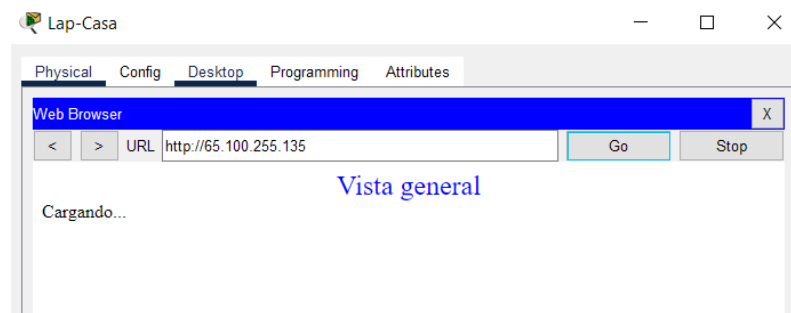 Lap-Casa
Physical Config Desktop Programming Attributes
Web Browser X
< > URL http://65.100.255.135 Go Stop
Vista general
Cargando...